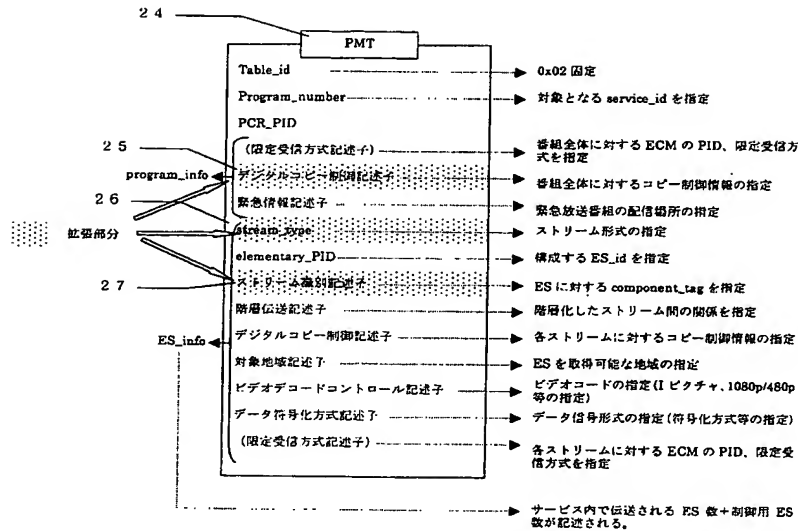 24
PMT
Table_id
0x02 固定
Program_number
対象となる service_id を指定
PCR_PID
25
(限定受信方式記述子)
番組全体に対する ECM の PID、限定受信方
式を指定
program_info
デジタルコピー制御記述子
番組全体に対するコピー制御情報の指定
26
緊急情報記述子
緊急放送番組の配信場所の指定
拡張部分
stream_type
ストリーム形式の指定
elementary_PID
構成する ES_id を指定
27
ストリーム識別記述子
ES に対する component_tag を指定
階層伝送記述子
階層化したストリーム間の関係を指定
ES_info
デジタルコピー制御記述子
各ストリームに対するコピー制御情報の指定
対象地域記述子
ES を取得可能な地域の指定
ビデオデコードコントロール記述子
ビデオコードの指定(I ピクチャ、1080p/480p
等の指定)
データ符号化方式記述子
データ信号形式の指定(符号化方式等の指定)
(限定受信方式記述子)
各ストリームに対する ECM の PID、限定受
信方式を指定
サービス内で伝送される ES 数+制御用 ES
数が記述される。